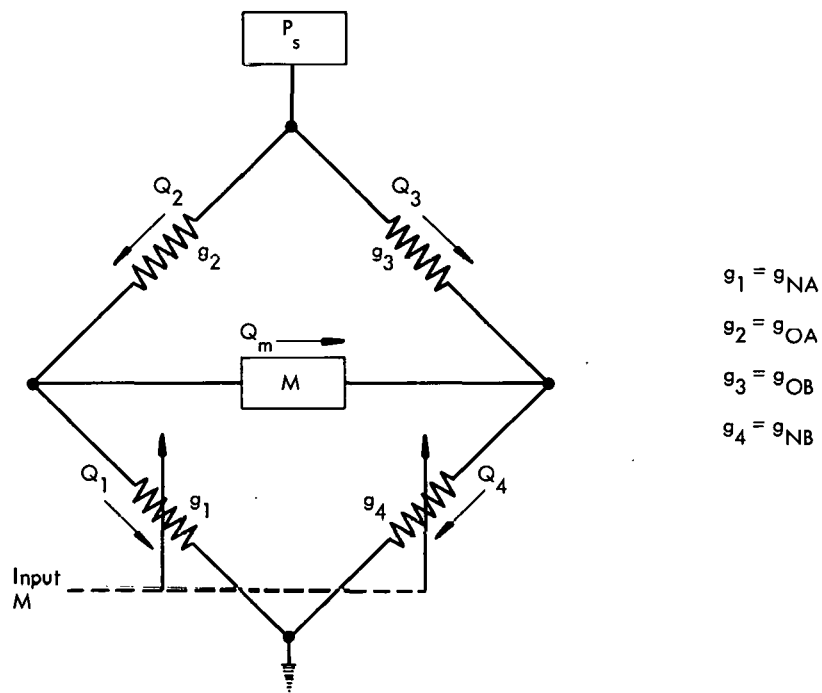 P_s
Q_2
Q_3
g_2
g_3
g_1 = g_NA
Q_m
g_2 = g_OA
M
g_3 = g_OB
g_4 = g_NB
Q_1
g_1
g_4
Q_4
Input
M